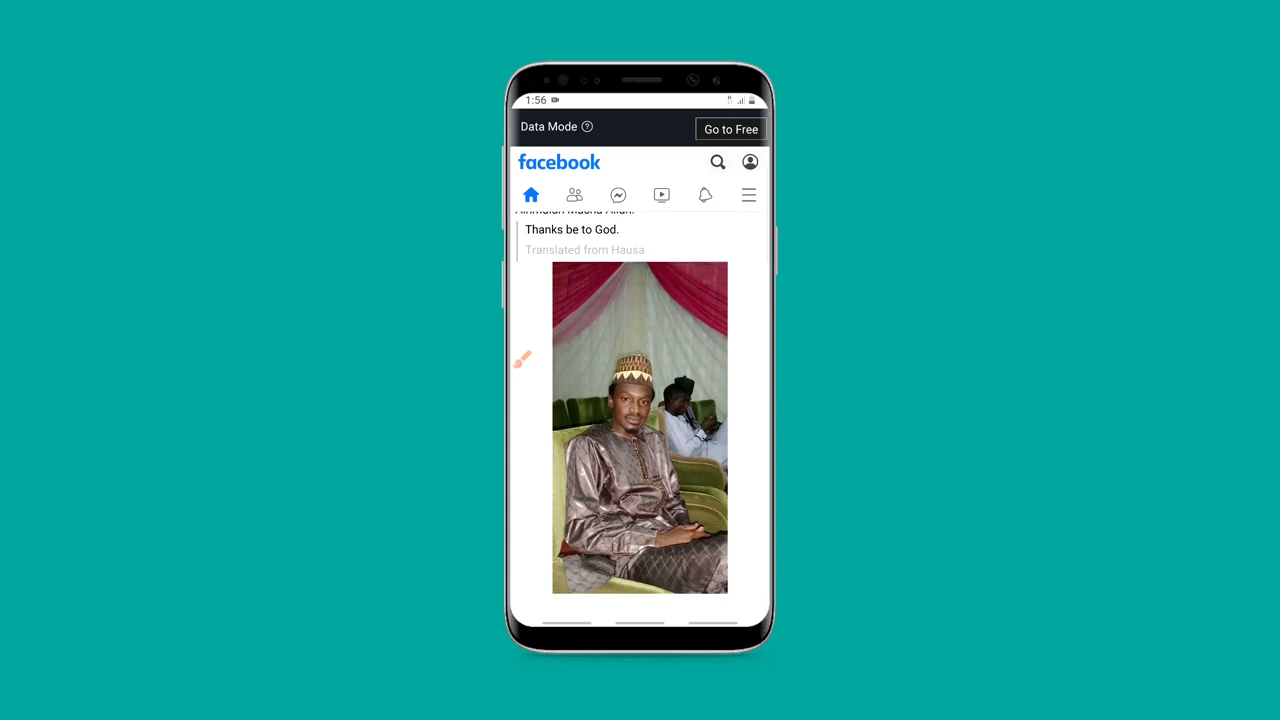 1:56
Data Mode
Go to Free
facebook
Thanks be to God.
Translated from Hausa